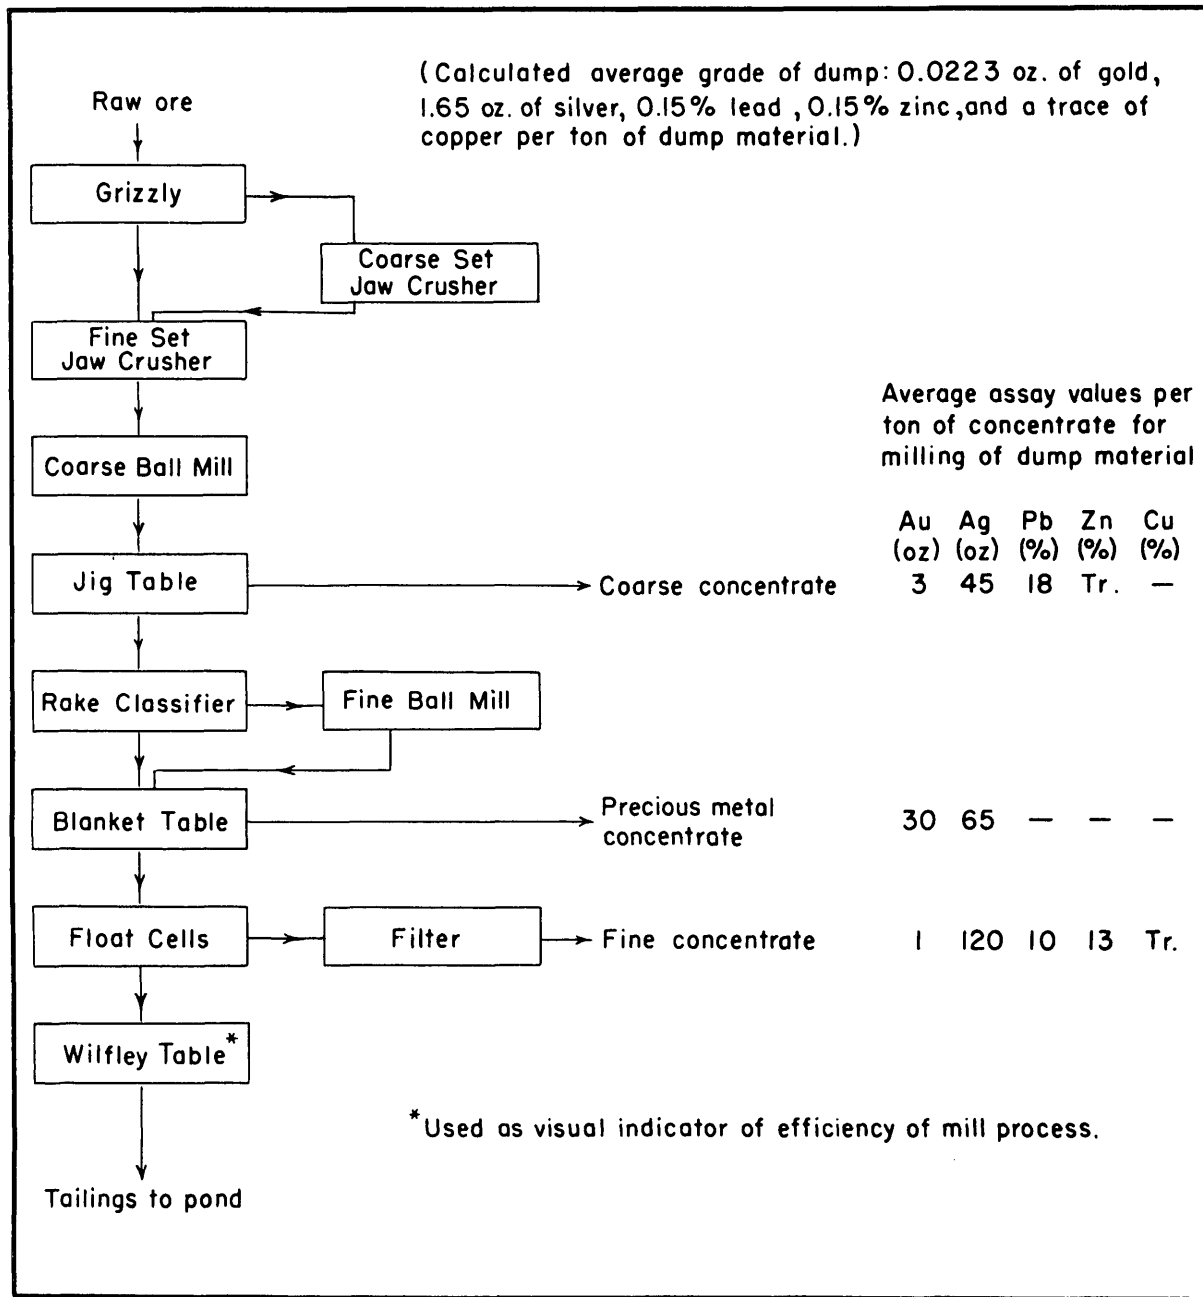 (Calculated average grade of dump: 0.0223 oz. of gold,
1.65 oz. of silver, 0.15% lead, 0.15% zinc, and a trace of
copper per ton of dump material.)
Raw ore
Grizzly
Coarse Set
Jaw Crusher
Fine Set
Jaw Crusher
Average assay values per
ton of concentrate for
milling of dump material
Coarse Ball Mill
Au Ag Pb Zn Cu
(oz) (oz) (%) (%) (%)
Jig Table
Coarse concentrate 3 45 18 Tr. —
Rake Classifier
Fine Ball Mill
Blanket Table
Precious metal
concentrate
30 65 — — —
Float Cells
Filter
Fine concentrate 1 120 10 13 Tr.
Wilfley Table*
*Used as visual indicator of efficiency of mill process.
Tailings to pond